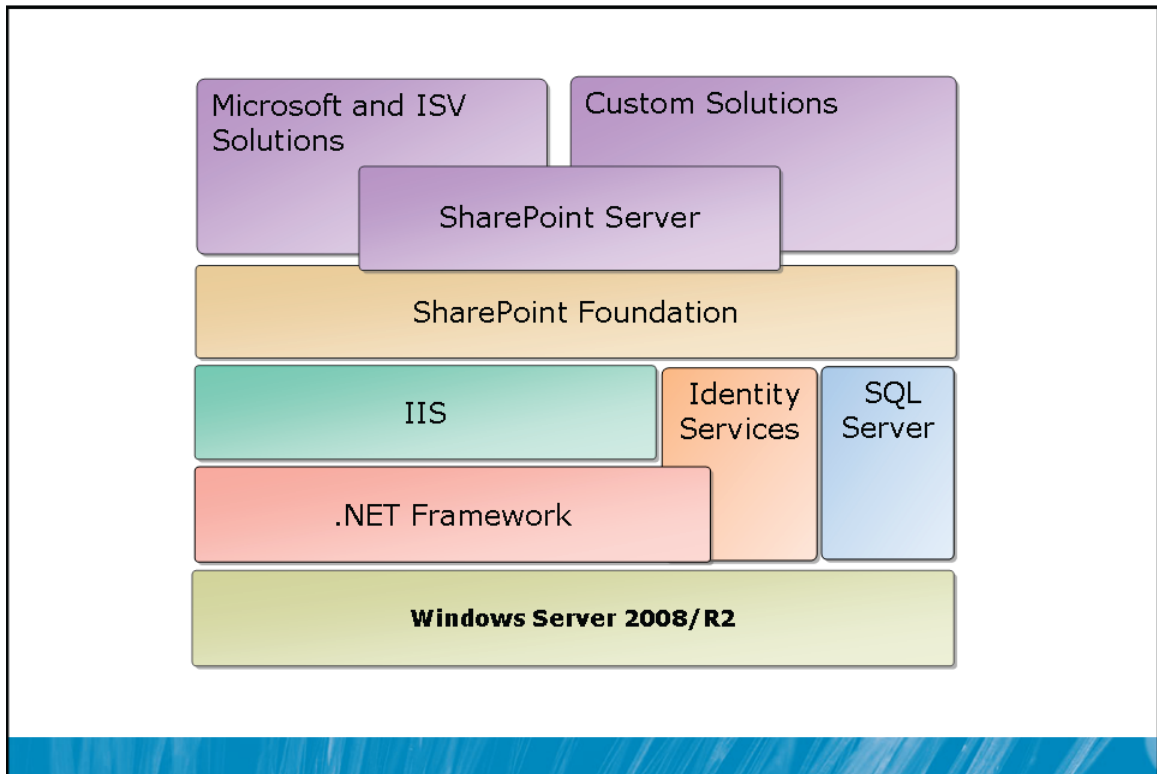 Microsoft and ISV
Solutions
Custom Solutions
SharePoint Server
SharePoint Foundation
IIS
Identity
Services
SQL
Server
.NET Framework
Windows Server 2008/R2